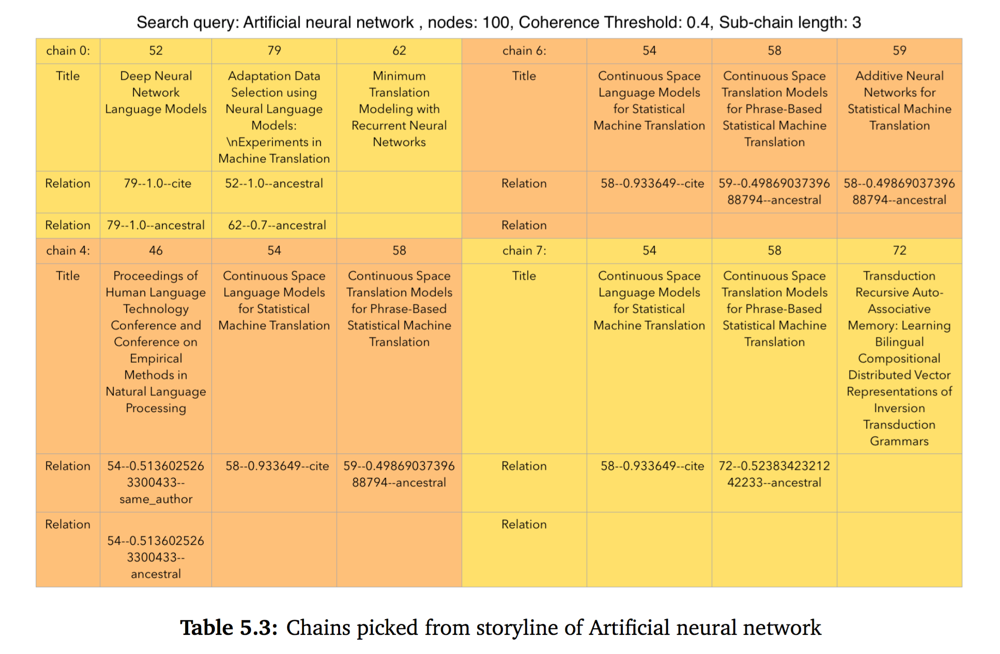 Search query: Artificial neural network , nodes: 100, Coherence Threshold: 0.4, Sub-chain length: 3
chain 0:
52
79
62
Title
Deep Neural
Network
Language Models
Adaptation Data
Selection using
Neural Language
Models:
\nExperiments in
Machine Translation
Minimum
Translation
Modeling with
Recurrent Neural
Networks
Relation
79--1.0--cite
52--1.0--ancestral
Relation
79--1.0--ancestral
62--0.7--ancestral
chain 6:
54
58
59
Title
Continuous Space
Language Models
for Statistical
Machine Translation
Continuous Space
Translation Models
for Phrase-Based
Statistical Machine
Translation
Additive Neural
Networks for
Statistical Machine
Translation
Relation
58--0.933649--cite
59--0.49869037396
88794--ancestral
58--0.49869037396
88794--ancestral
Relation
chain 4:
46
54
58
Title
Proceedings of
Human Language
Technology
Conference and
Conference on
Empirical
Methods in
Natural Language
Processing
Continuous Space
Language Models
for Statistical
Machine Translation
Continuous Space
Translation Models
for Phrase-Based
Statistical Machine
Translation
Relation
54--0.513602526
3300433--
same_author
58--0.933649--cite
59--0.49869037396
88794--ancestral
Relation
54--0.513602526
3300433--
ancestral
chain 7:
54
58
72
Title
Continuous Space
Language Models
for Statistical
Machine Translation
Continuous Space
Translation Models
for Phrase-Based
Statistical Machine
Translation
Transduction
Recursive Auto-
Associative
Memory: Learning
Bilingual
Compositional
Distributed Vector
Representations of
Inversion
Transduction
Grammars
Relation
58--0.933649--cite
72--0.52383423212
42233--ancestral
Relation
Table 5.3: Chains picked from storyline of Artificial neural network